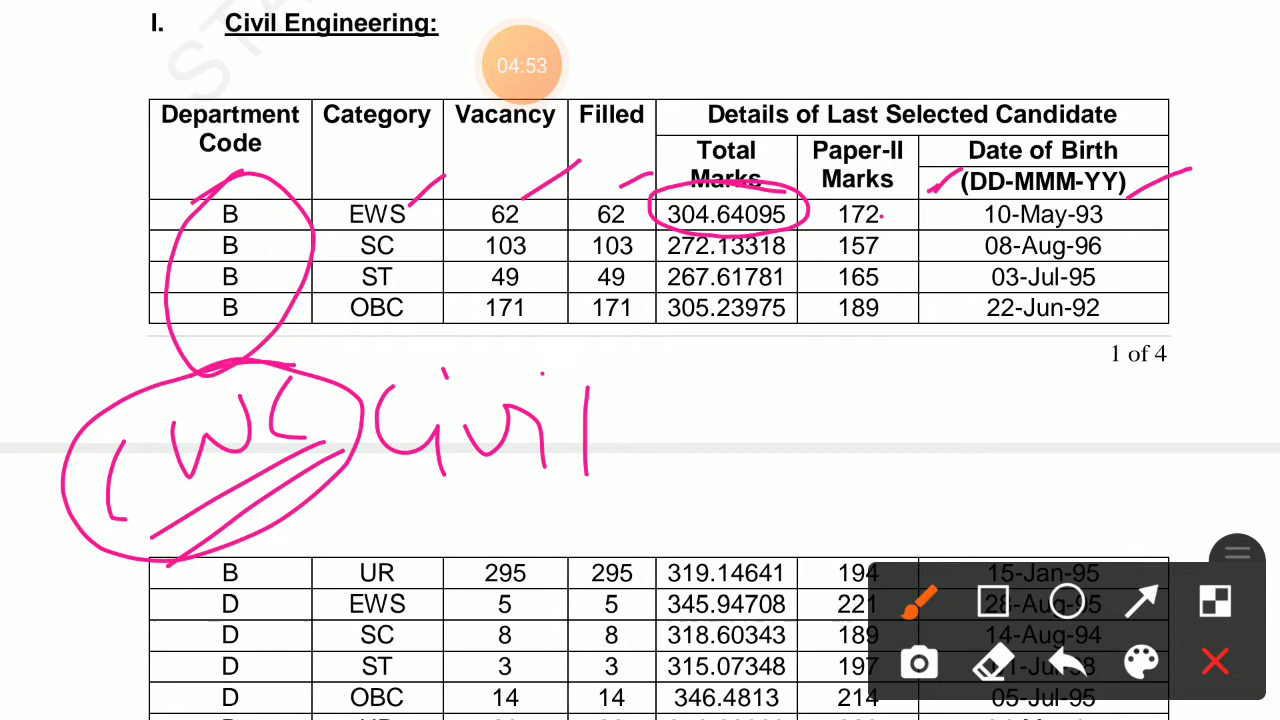 I. Civil Engineering:
04:53
Department Code Category Vacancy Filled Details of Last Selected Candidate
Total Marks Paper-II Marks Date of Birth
(DD-MMM-YY)
B EWS 62 62 304.64095 172 10-May-93
B SC 103 103 272.13318 157 08-Aug-96
B ST 49 49 267.61781 165 03-Jul-95
B OBC 171 171 305.23975 189 22-Jun-92
1 of 4
CWC Civil
B UR 295 295 319.14641 194 15-Jan-95
D EWS 5 5 345.94708 221 28-Aug-95
D SC 8 8 318.60343 189 14-Aug-94
D ST 3 3 315.07348 197
D OBC 14 14 346.4813 214 05-Jul-95